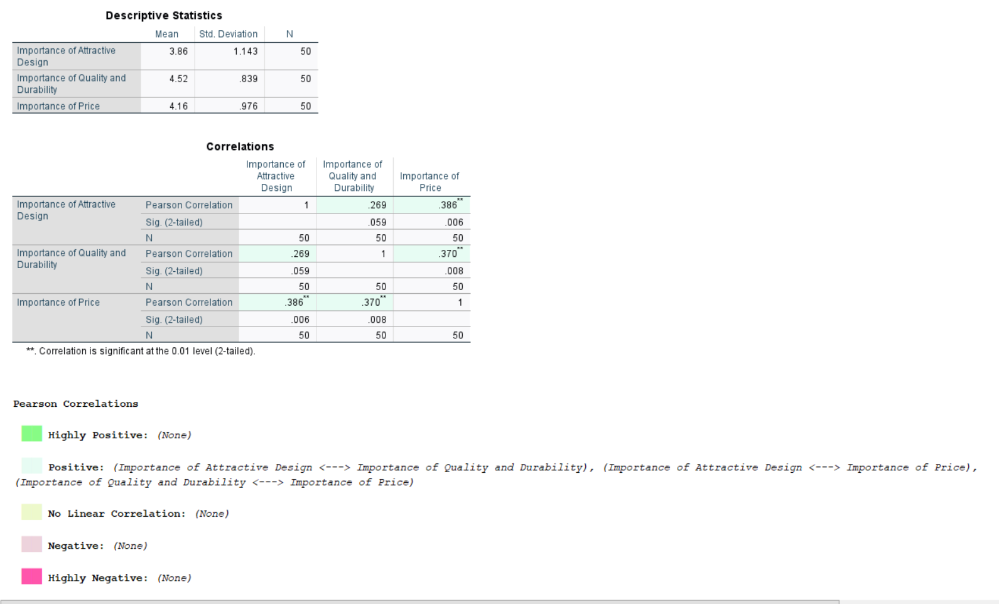 Descriptive Statistics
Mean Std. Deviation N
Importance of Attractive Design 3.86 1.143 50
Importance of Quality and Durability 4.52 .839 50
Importance of Price 4.16 .976 50
Correlations
Importance of Attractive Design Importance of Quality and Durability Importance of Price
Importance of Attractive Design Pearson Correlation 1 .269 .386**
Sig. (2-tailed) .059 .006
N 50 50 50
Importance of Quality and Durability Pearson Correlation .269 1 .370**
Sig. (2-tailed) .059 .008
N 50 50 50
Importance of Price Pearson Correlation .386** .370** 1
Sig. (2-tailed) .006 .008
N 50 50 50
**. Correlation is significant at the 0.01 level (2-tailed).
Pearson Correlations
Highly Positive: (None)
Positive: (Importance of Attractive Design <---> Importance of Quality and Durability), (Importance of Attractive Design <---> Importance of Price),
(Importance of Quality and Durability <---> Importance of Price)
No Linear Correlation: (None)
Negative: (None)
Highly Negative: (None)